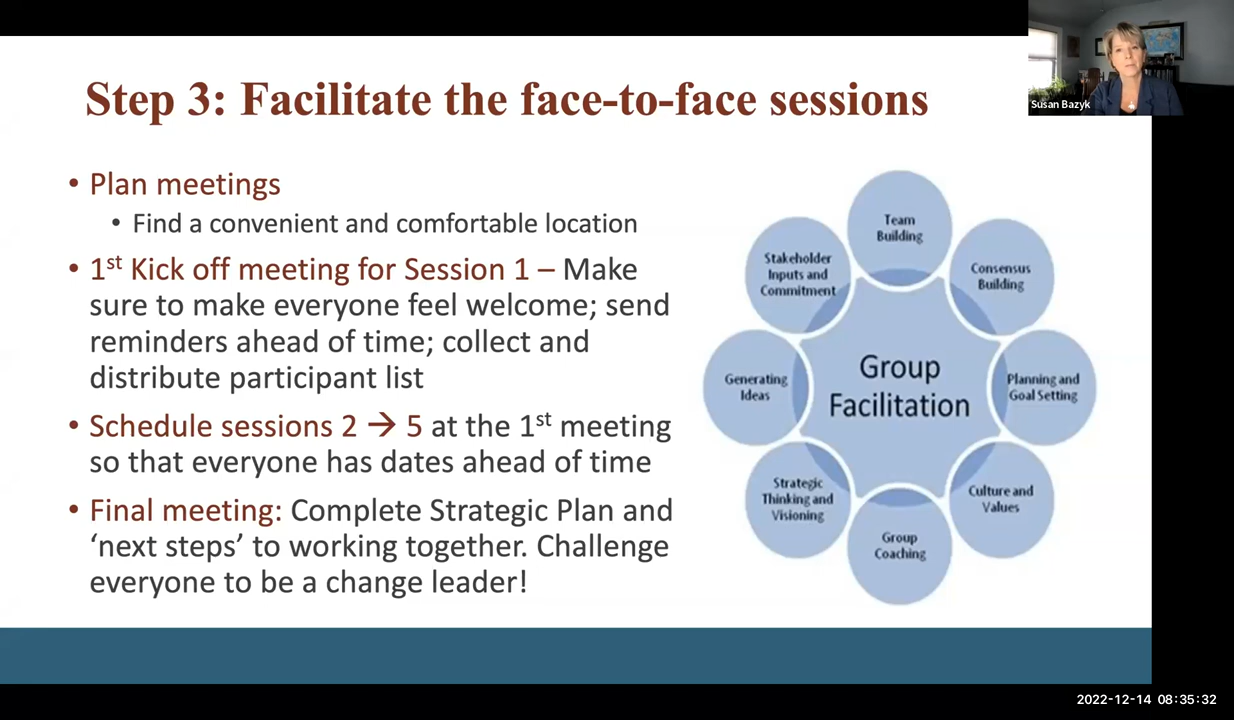 Step 3: Facilitate the face-to-face sessions
Susan Bazyk
• Plan meetings
• Find a convenient and comfortable location
• 1st Kick off meeting for Session 1 – Make
sure to make everyone feel welcome; send
reminders ahead of time; collect and
distribute participant list
• Schedule sessions 2 → 5 at the 1st meeting
so that everyone has dates ahead of time
• Final meeting: Complete Strategic Plan and
‘next steps’ to working together. Challenge
everyone to be a change leader!
Team
Building
Consensus
Building
Planning and
Goal Setting
Culture and
Values
Group
Coaching
Strategic
Thinking and
Visioning
Generating
Ideas
Stakeholder
Inputs and
Commitment
Group
Facilitation
2022-12-14 08:35:32